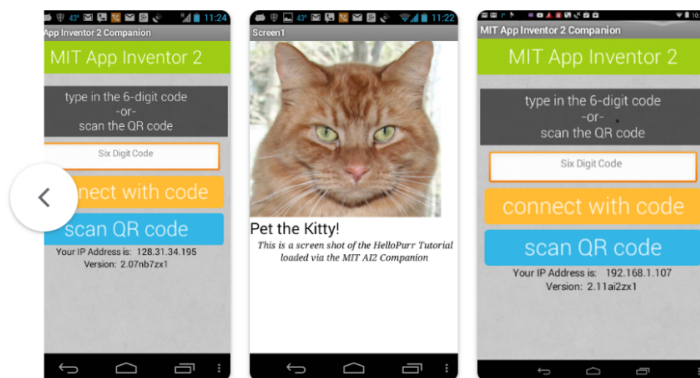 11:24
App Inventor 2 Companion
MIT App Inventor 2
type in the 6-digit code
-or-
scan the QR code
Six Digit Code
nnect with code
scan QR code
Your IP Address is: 128.31.34.195
Version: 2.07nb7zx1
43° 11:22
Screen1
Pet the Kitty!
This is a screen shot of the HelloPurr Tutorial
loaded via the MIT AI2 Companion
MIT App Inventor 2 Companion
MIT App Inventor 2
type in the 6-digit code
-or-
scan the QR code
Six Digit Code
connect with code
scan QR code
Your IP Address is: 192.168.1.107
Version: 2.11ai2zx1